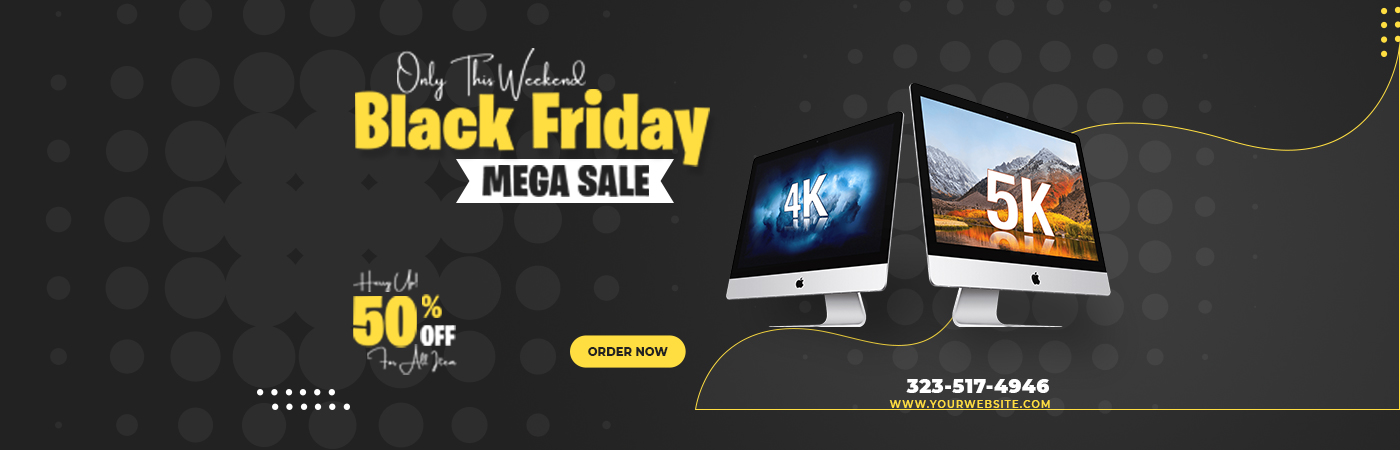 Only This Weekend
Black Friday
MEGA SALE
4K
5K
Hurry Up!
50% OFF
For All Item
ORDER NOW
323-517-4946
WWW.YOURWEBSITE.COM